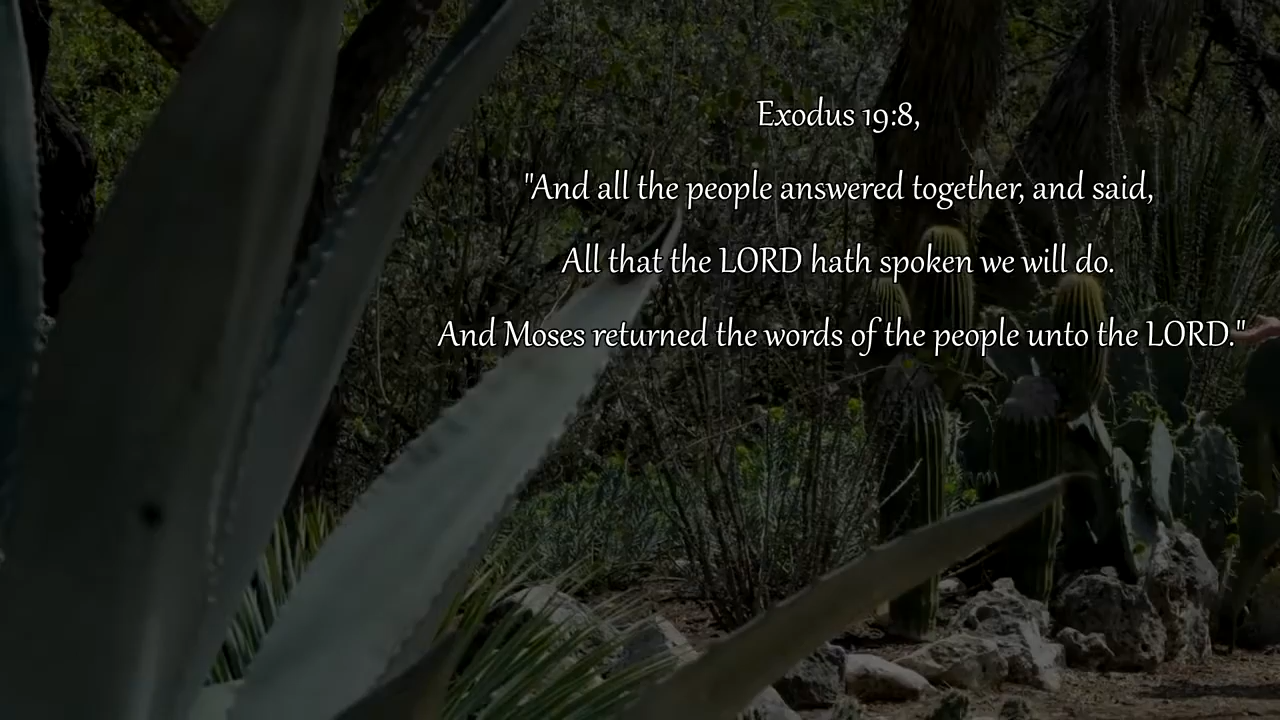 Exodus 19:8,
"And all the people answered together, and said,
All that the LORD hath spoken we will do.
And Moses returned the words of the people unto the LORD."